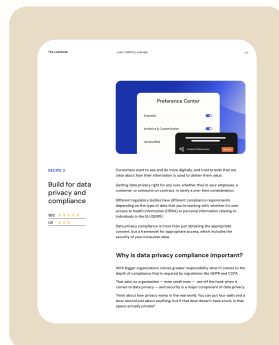 The cookbook
Preference Center
Essential
Analytics & Customization
Unclassified
RECIPE 2
Build for data
privacy and
compliance
SEC ★★★★★
UX ★★★
Consumers want to see and do more digitally, and trust brands that are
clear about how their information is used to deliver them value.
Getting data privacy right for any user, whether they're your employee, a
customer, or someone on contract, is rarely a one-time consideration.
Different regulatory bodies have different compliance requirements
depending on the type of data that you're working with: whether it's user
access to health information (HIPAA) or personal information relating to
individuals in the EU (GDPR).
Data privacy compliance is more than just obtaining the appropriate
consent, but a framework for appropriate access, which includes the
security of your consumer data.
Why is data privacy compliance important?
With bigger organizations comes greater responsibility when it comes to the
depth of compliance that is required by regulations like GDPR and CCPA.
That said, no organization — even small ones — are off the hook when it
comes to data privacy — and security is a major component of data privacy.
Think about how privacy works in the real world. You can put four walls and a
door around just about anything, but if that door doesn't have a lock, is that
space actually private?